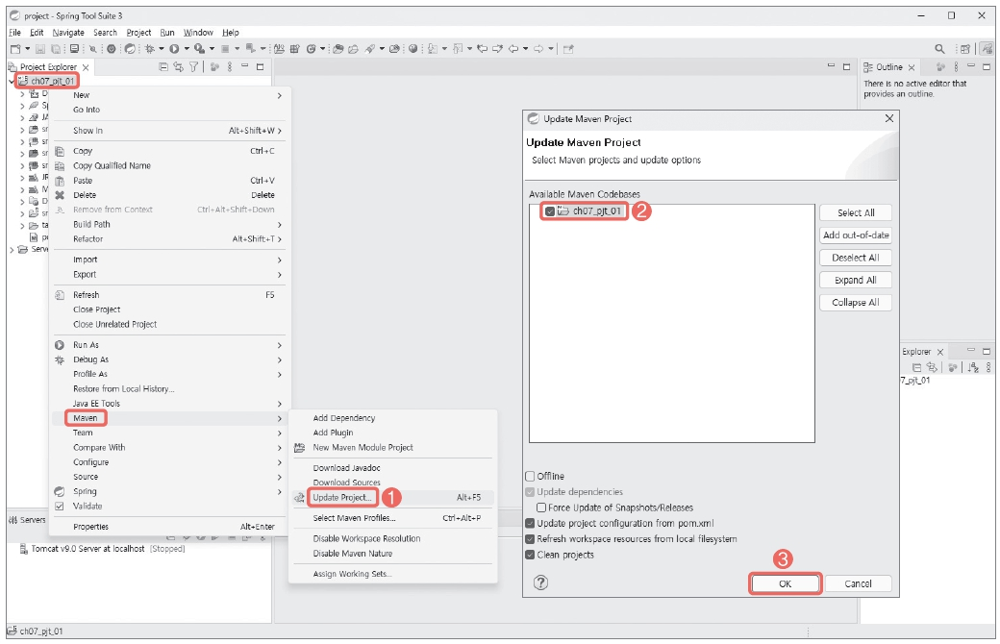 project - Spring Tool Suite 3
File Edit Navigate Search Project Run Window Help
Project Explorer
ch07_pjt_01
New
Go Into
Show In Alt+Shift+W
Copy Ctrl+C
Copy Qualified Name
Paste Ctrl+V
Delete Delete
Remove from Context Ctrl+Alt+Shift+Down
Build Path
Refactor Alt+Shift+T
Import
Export
Refresh F5
Close Project
Close Unrelated Project
Run As
Debug As
Profile As
Restore from Local History...
Java EE Tools
Maven
Team
Compare With
Configure
Source
Spring
Validate
Properties Alt+Enter
Serve
Servers
Tomcat v9.0 Server at localhost [Stopped]
ch07_pjt_01
Add Dependency
Add Plugin
New Maven Module Project
Download Javadoc
Download Sources
Update Project... 1 Alt+F5
Select Maven Profiles... Ctrl+Alt+P
Disable Workspace Resolution
Disable Maven Nature
Assign Working Sets...
Update Maven Project
Update Maven Project
Select Maven projects and update options
Available Maven Codebases
ch07_pjt_01 2
Select All
Add out-of-date
Deselect All
Expand All
Collapse All
Offline
Update dependencies
Force Update of Snapshots/Releases
Update project configuration from pom.xml
Refresh workspace resources from local filesystem
Clean projects
3
OK Cancel
Outline
There is no active editor that
provides an outline.
Explorer
7_pjt_01